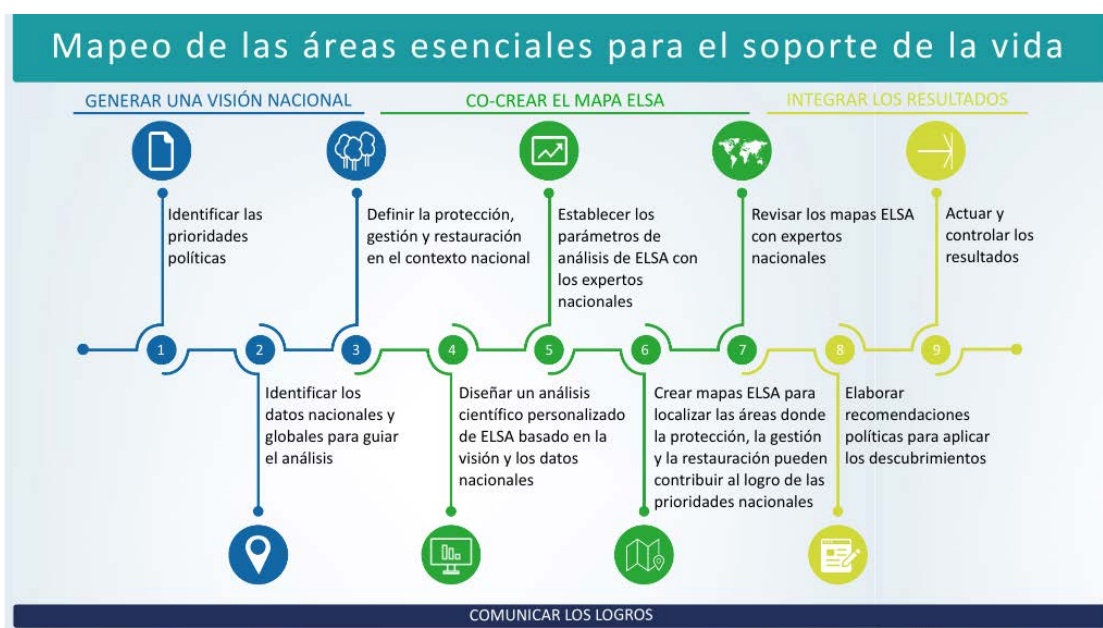 Mapeo de las áreas esenciales para el soporte de la vida
GENERAR UNA VISIÓN NACIONAL
CO-CREAR EL MAPA ELSA
INTEGRAR LOS RESULTADOS
1
Identificar las
prioridades
políticas
2
Identificar los
datos nacionales y
globales para guiar
el análisis
3
Definir la protección,
gestión y restauración
en el contexto nacional
4
Diseñar un análisis
científico personalizado
de ELSA basado en la
visión y los datos
nacionales
5
Establecer los
parámetros de
análisis de ELSA con
los expertos
nacionales
6
Crear mapas ELSA para
localizar las áreas donde
la protección, la gestión
y la restauración pueden
contribuir al logro de las
prioridades nacionales
7
Revisar los mapas ELSA
con expertos
nacionales
8
Elaborar
recomendaciones
políticas para aplicar
los descubrimientos
9
Actuar y
controlar los
resultados
COMUNICAR LOS LOGROS